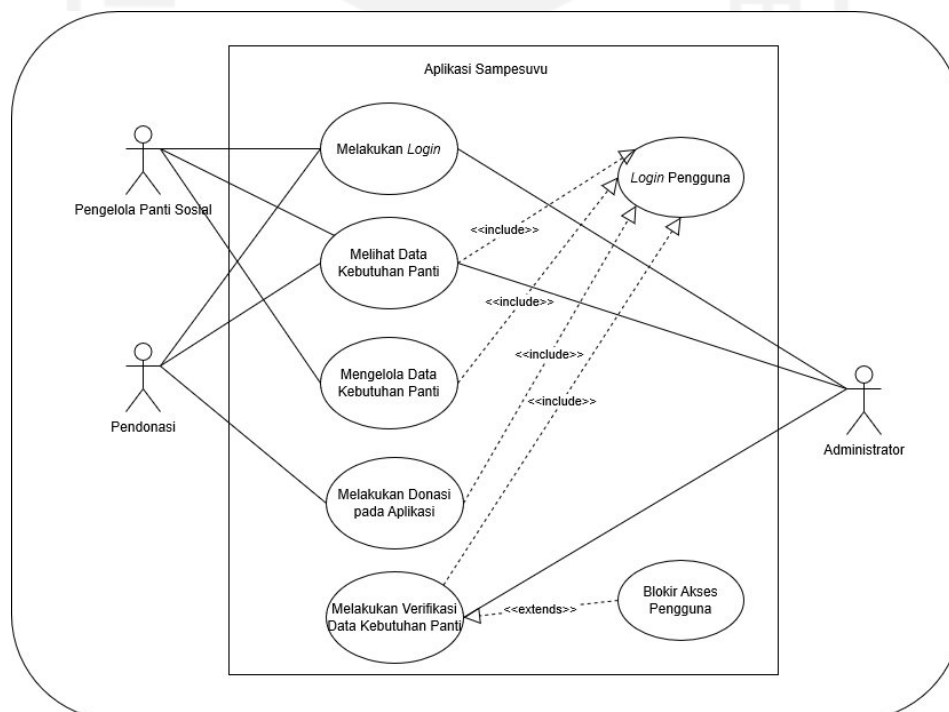 Aplikasi Sampesuvu
Melakukan Login
Login Pengguna
Pengelola Panti Sosial
<<include>>
Melihat Data
Kebutuhan Panti
<<include>>
Mengelola Data
Kebutuhan Panti
<<include>>
<<include>>
Pendonasi
Administrator
Melakukan Donasi
pada Aplikasi
Melakukan Verifikasi
Data Kebutuhan Panti
<<extends>>
Blokir Akses
Pengguna